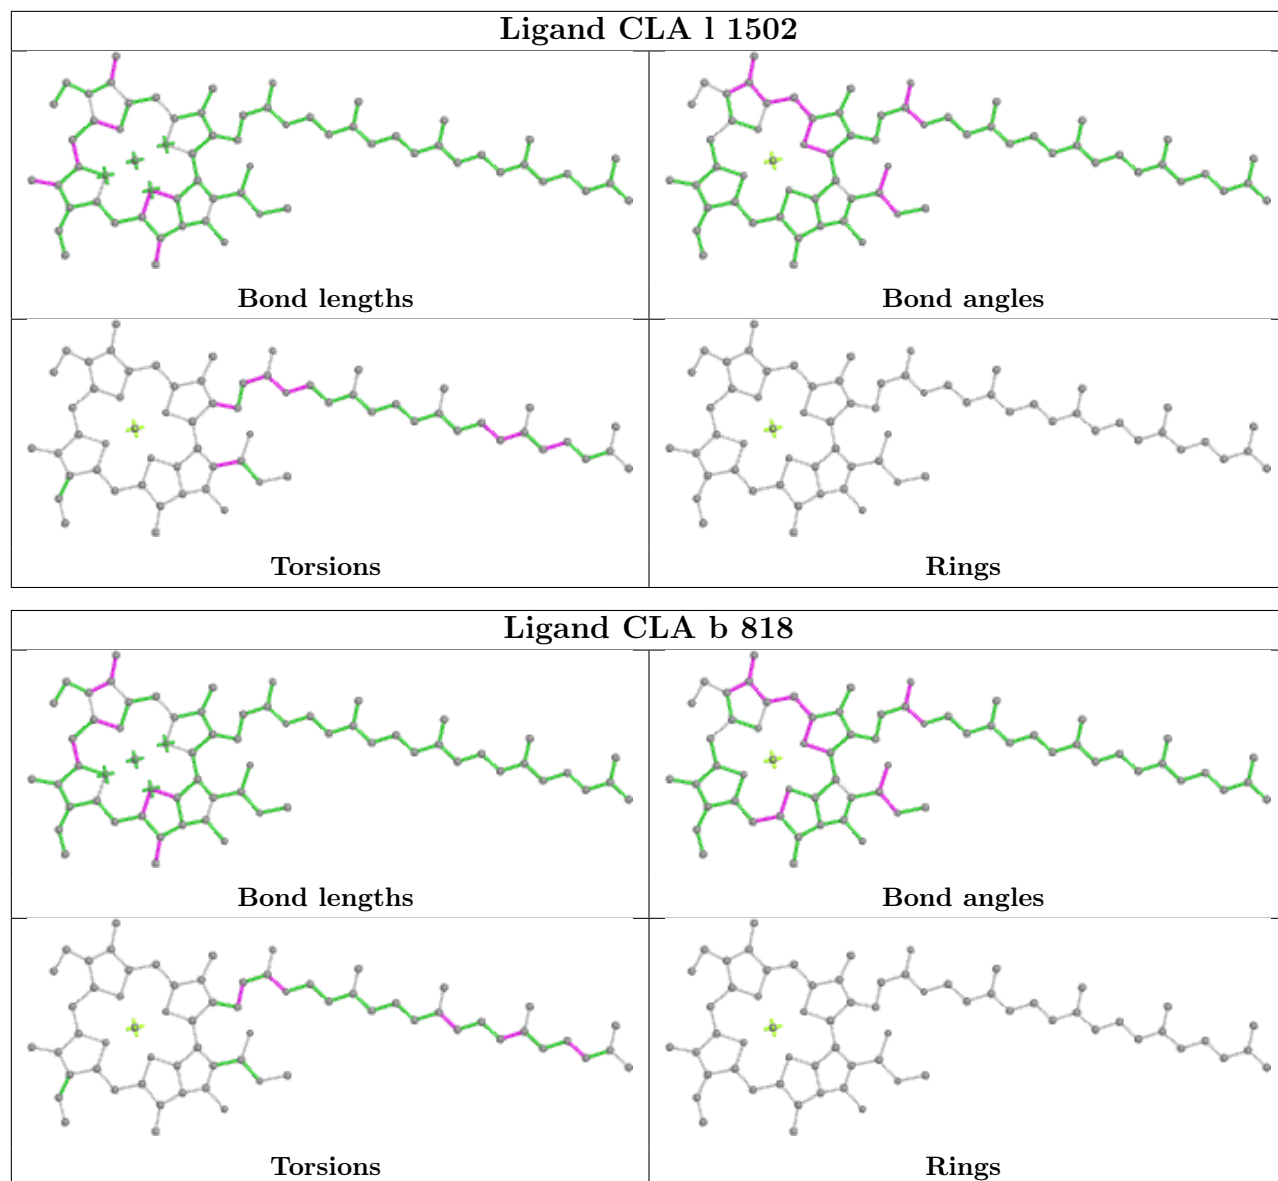 Ligand CLA l 1502
Bond lengths
Bond angles
Torsions
Rings
Ligand CLA b 818
Bond lengths
Bond angles
Torsions
Rings